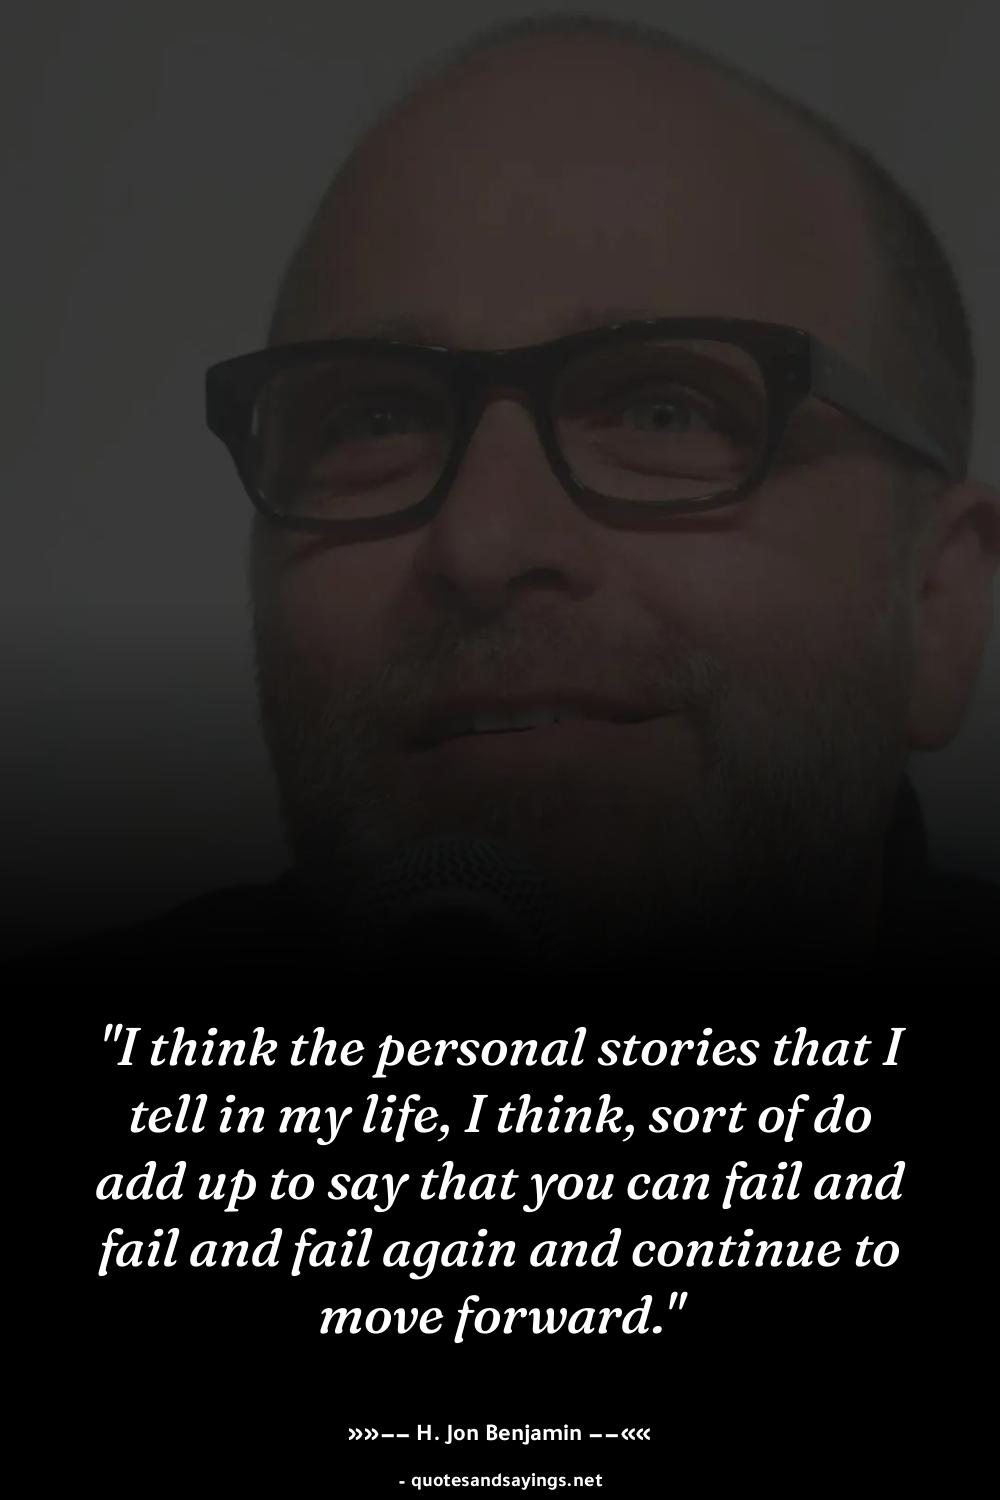 "I think the personal stories that I
tell in my life, I think, sort of do
add up to say that you can fail and
fail and fail again and continue to
move forward."
»»–– H. Jon Benjamin ––««
- quotesandsayings.net